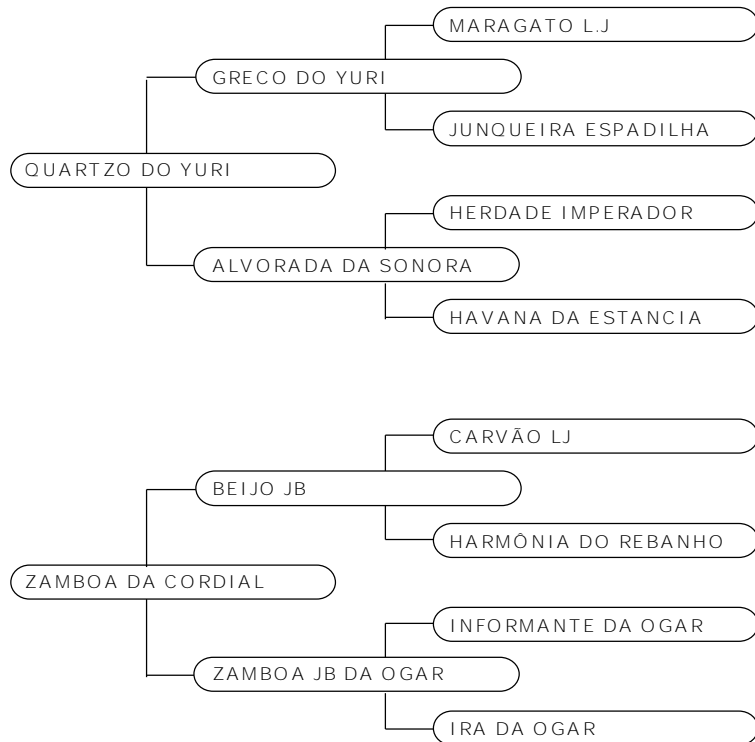 MARAGATO L.J
GRECO DO YURI
JUNQUEIRA ESPADILHA
QUARTZO DO YURI
HERDADE IMPERADOR
ALVORADA DA SONORA
HAVANA DA ESTANCIA
CARVÃO LJ
BEIJO JB
HARMÔNIA DO REBANHO
ZAMBOA DA CORDIAL
INFORMANTE DA OGAR
ZAMBOA JB DA OGAR
IRA DA OGAR